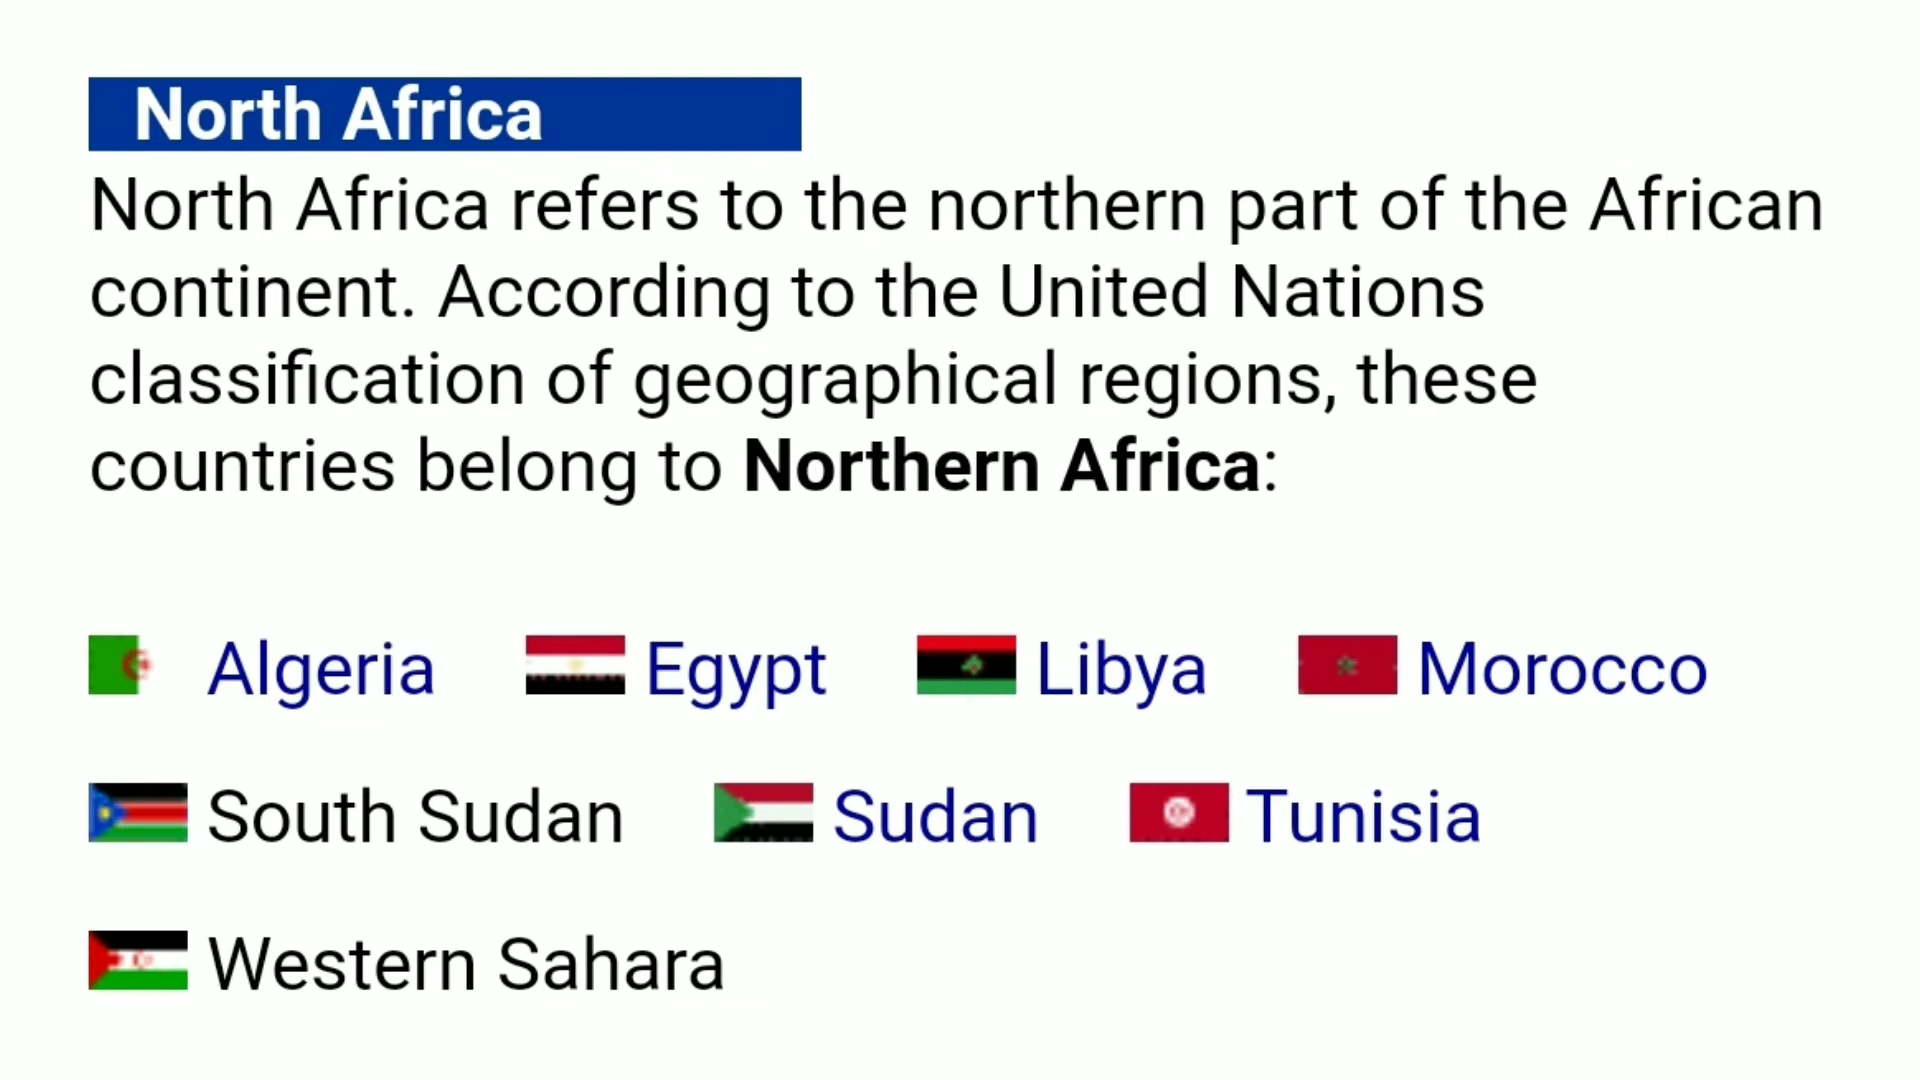 North Africa
North Africa refers to the northern part of the African
continent. According to the United Nations
classification of geographical regions, these
countries belong to Northern Africa:
Algeria Egypt Libya Morocco
South Sudan Sudan Tunisia
Western Sahara